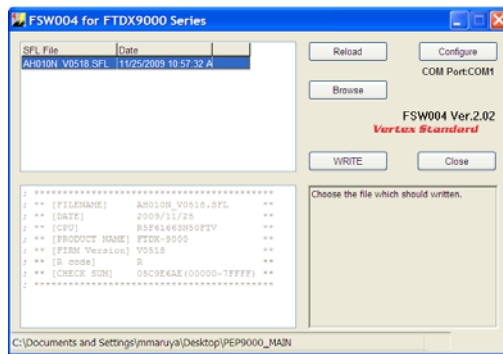 FSW004 for FTDX9000 Series
SFL File Date
AH010N_V0518.SFL 11/25/2009 10:57:32 A
Reload Configure
COM Port:COM1
Browse
FSW004 Ver.2.02
Vertex Standard
WRITE Close
; ******************************************
; ** [FILENAME] AH010N_V0518.SFL **
; ** [DATE] 2009/11/25 **
; ** [CPU] R5F61663N50FTV **
; ** [PRODUCT NAME] FTDX-9000 **
; ** [FIRM Version] V0518 **
; ** [R code] R **
; ** [CHECK SUM] 05C9E6AE(00000-7FFFF) **
; ******************************************
Choose the file which should written.
C:\Documents and Settings\mmaruya\Desktop\PEP9000_MAIN